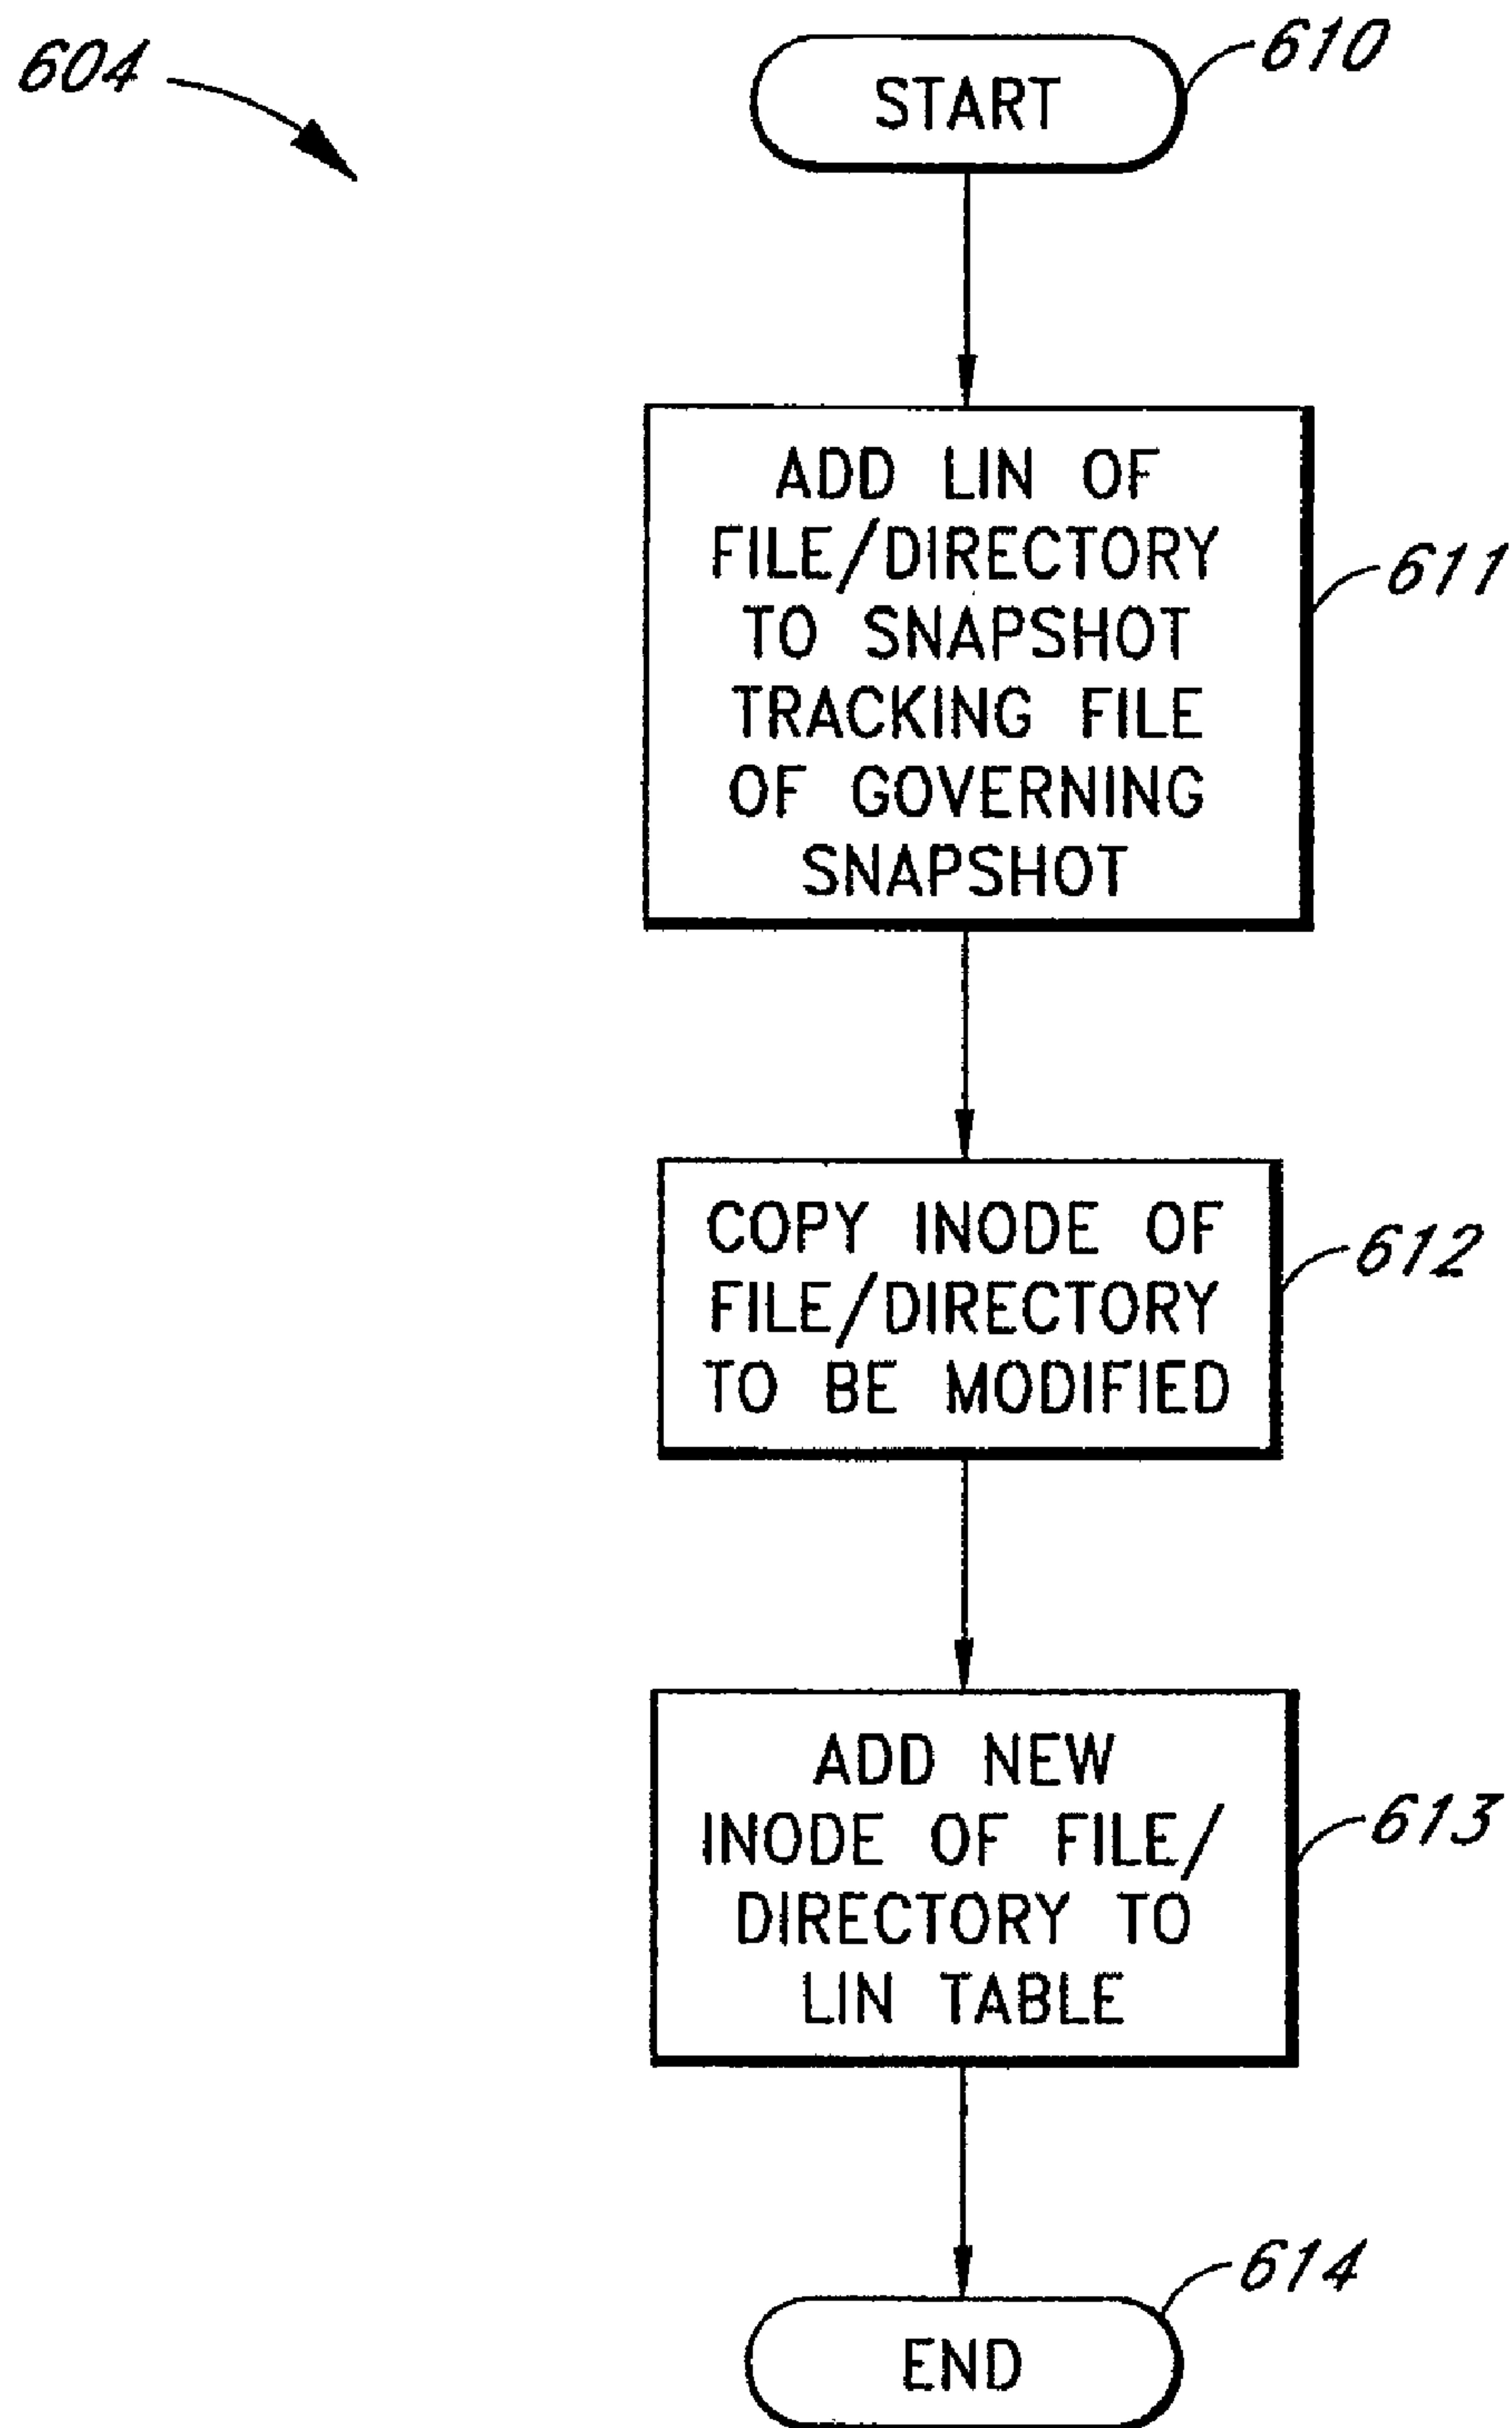 604
START
610
ADD LIN OF
FILE/DIRECTORY
TO SNAPSHOT
TRACKING FILE
OF GOVERNING
SNAPSHOT
611
COPY INODE OF
FILE/DIRECTORY
TO BE MODIFIED
612
ADD NEW
INODE OF FILE/
DIRECTORY TO
LIN TABLE
613
END
614